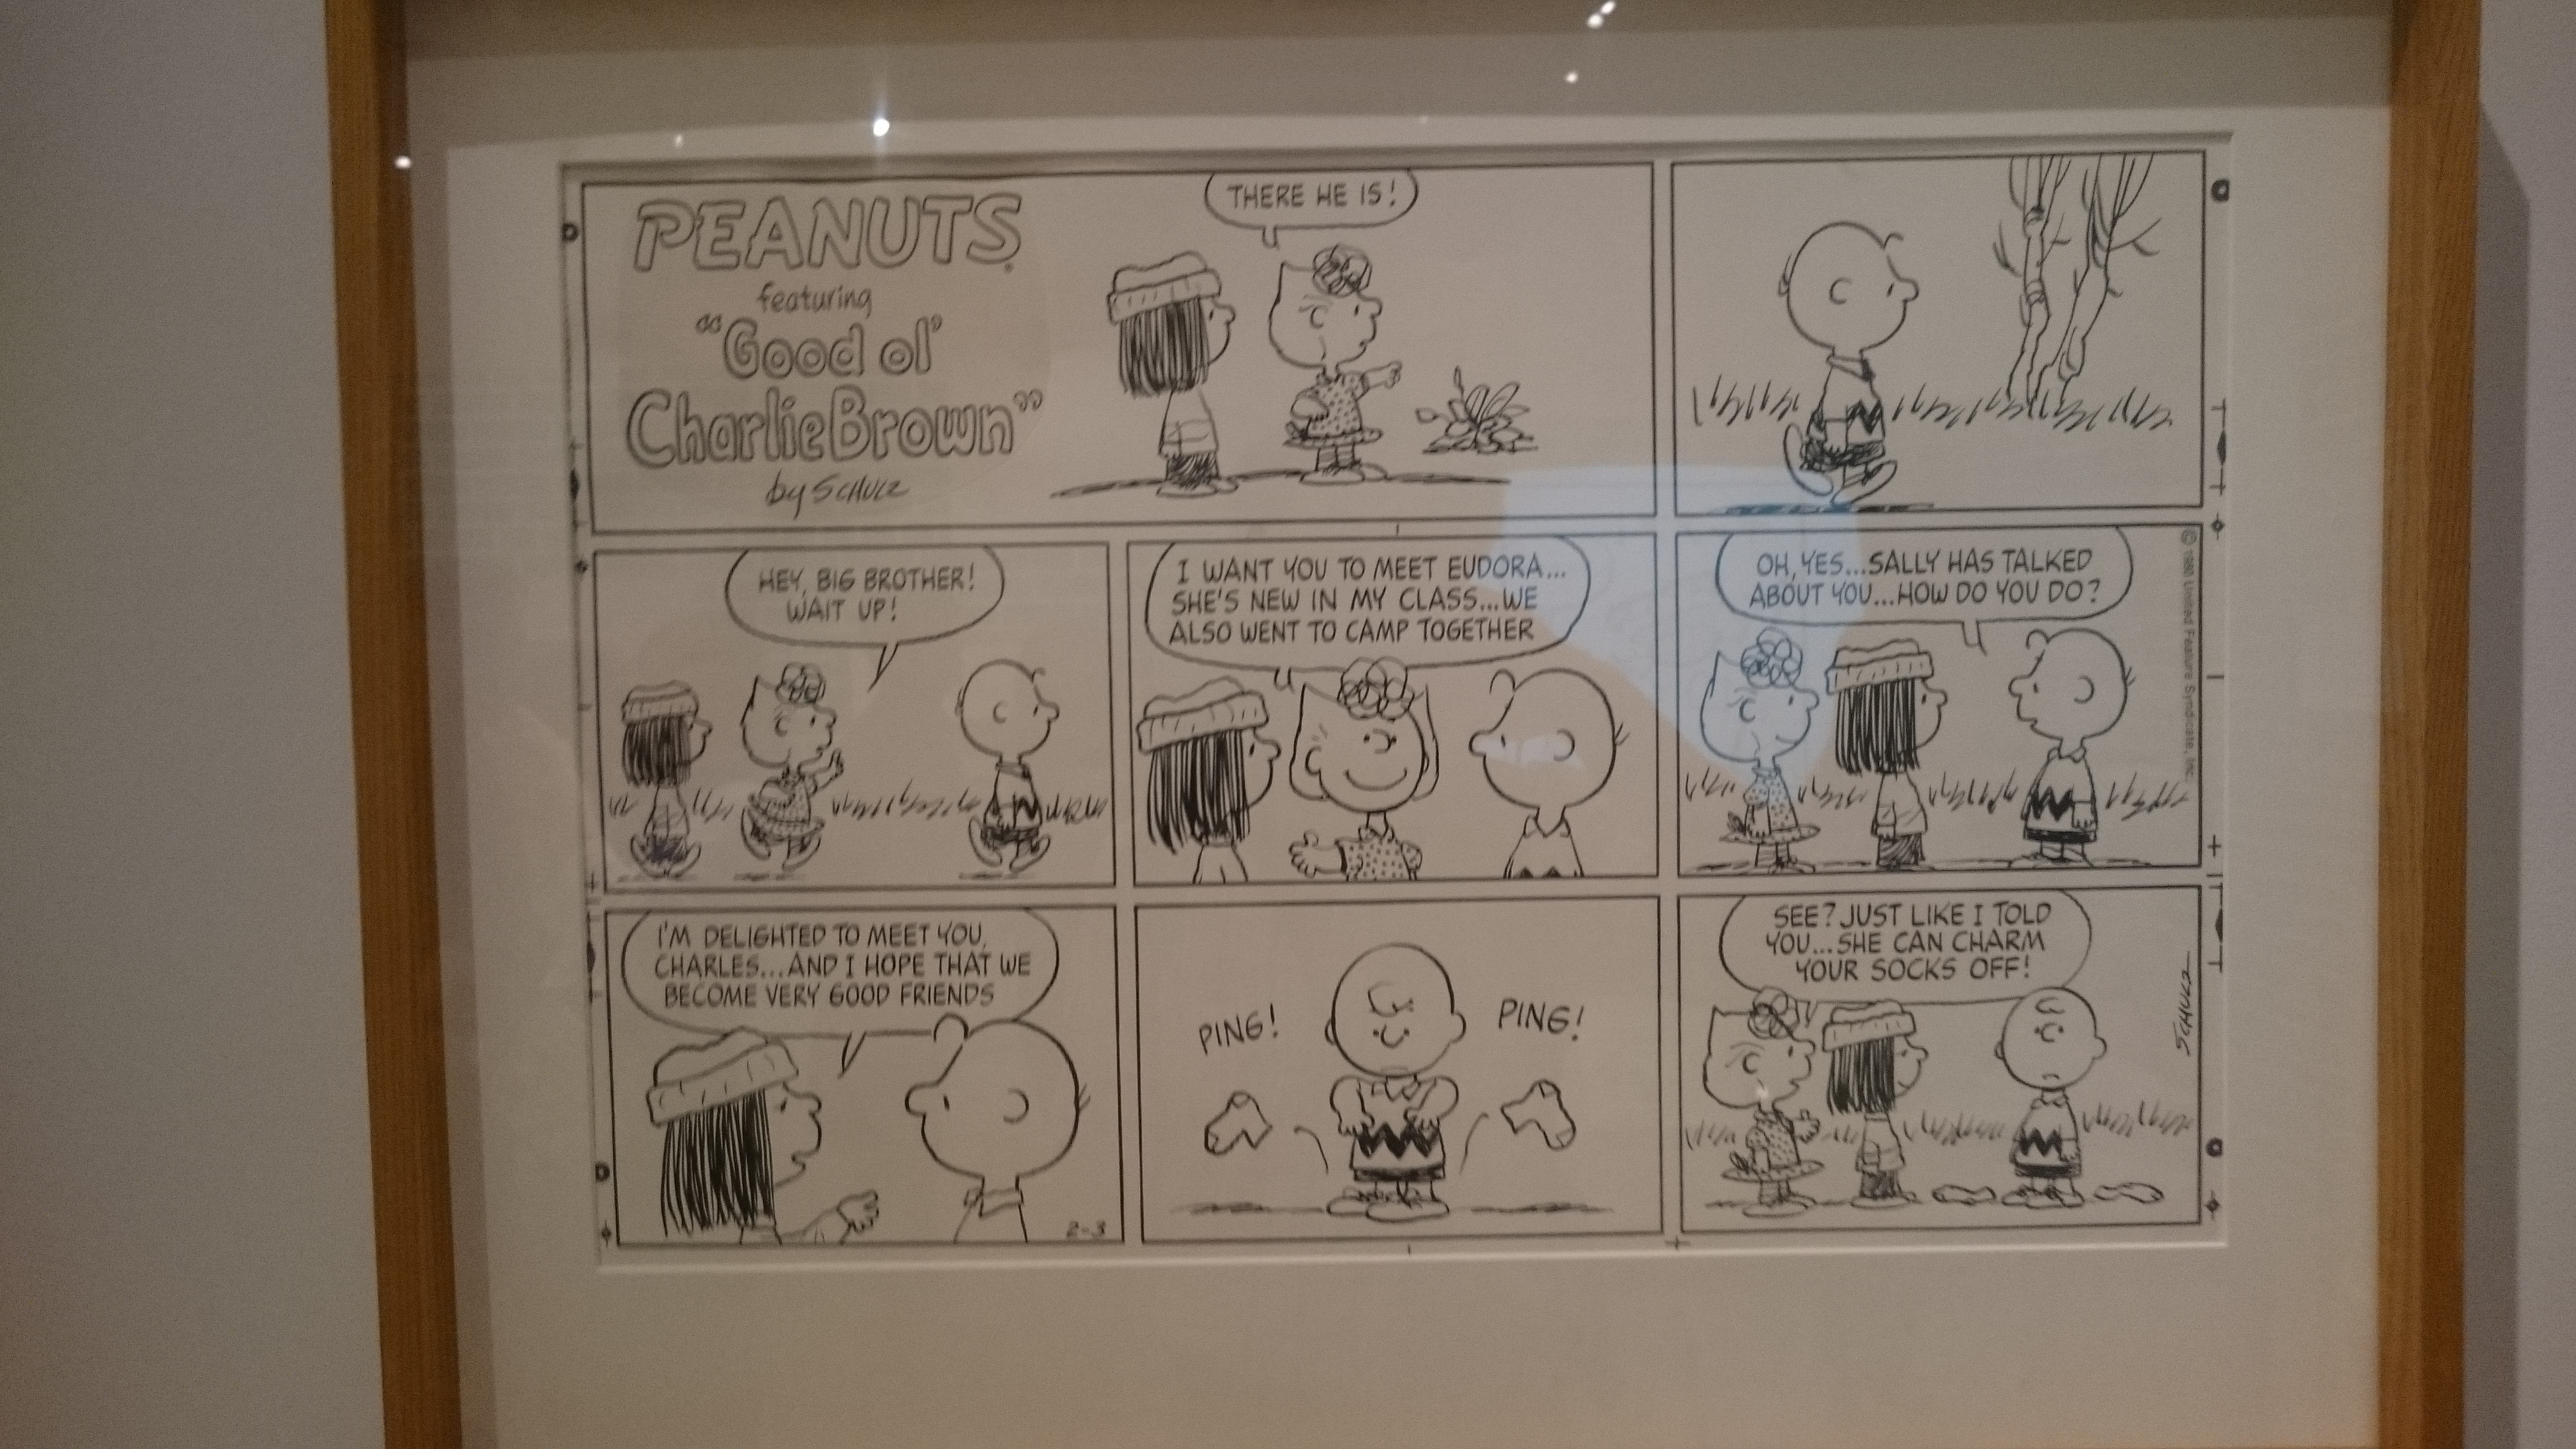 PEANUTS
featuring
"Good ol'
Charlie Brown"
by SCHULZ
THERE HE IS!
HEY, BIG BROTHER!
WAIT UP!
I WANT YOU TO MEET EUDORA...
SHE'S NEW IN MY CLASS...WE
ALSO WENT TO CAMP TOGETHER
OH, YES...SALLY HAS TALKED
ABOUT YOU...HOW DO YOU DO?
© 1980 United Feature Syndicate, Inc.
I'M DELIGHTED TO MEET YOU,
CHARLES...AND I HOPE THAT WE
BECOME VERY GOOD FRIENDS
2-3
PING!
PING!
SEE? JUST LIKE I TOLD
YOU...SHE CAN CHARM
YOUR SOCKS OFF!
SCHULZ